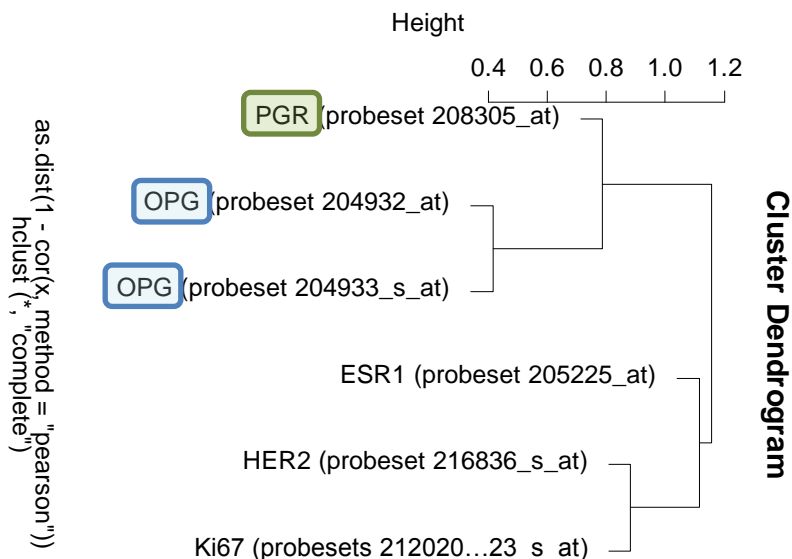 Height
0.4 0.6 0.8 1.0 1.2
PGR (probeset 208305_at)
OPG (probeset 204932_at)
OPG (probeset 204933_s_at)
ESR1 (probeset 205225_at)
HER2 (probeset 216836_s_at)
Ki67 (probesets 212020…23_s_at)
Cluster Dendrogram
as.dist(1 - cor(x, method = "pearson"))
hclust (*, "complete")